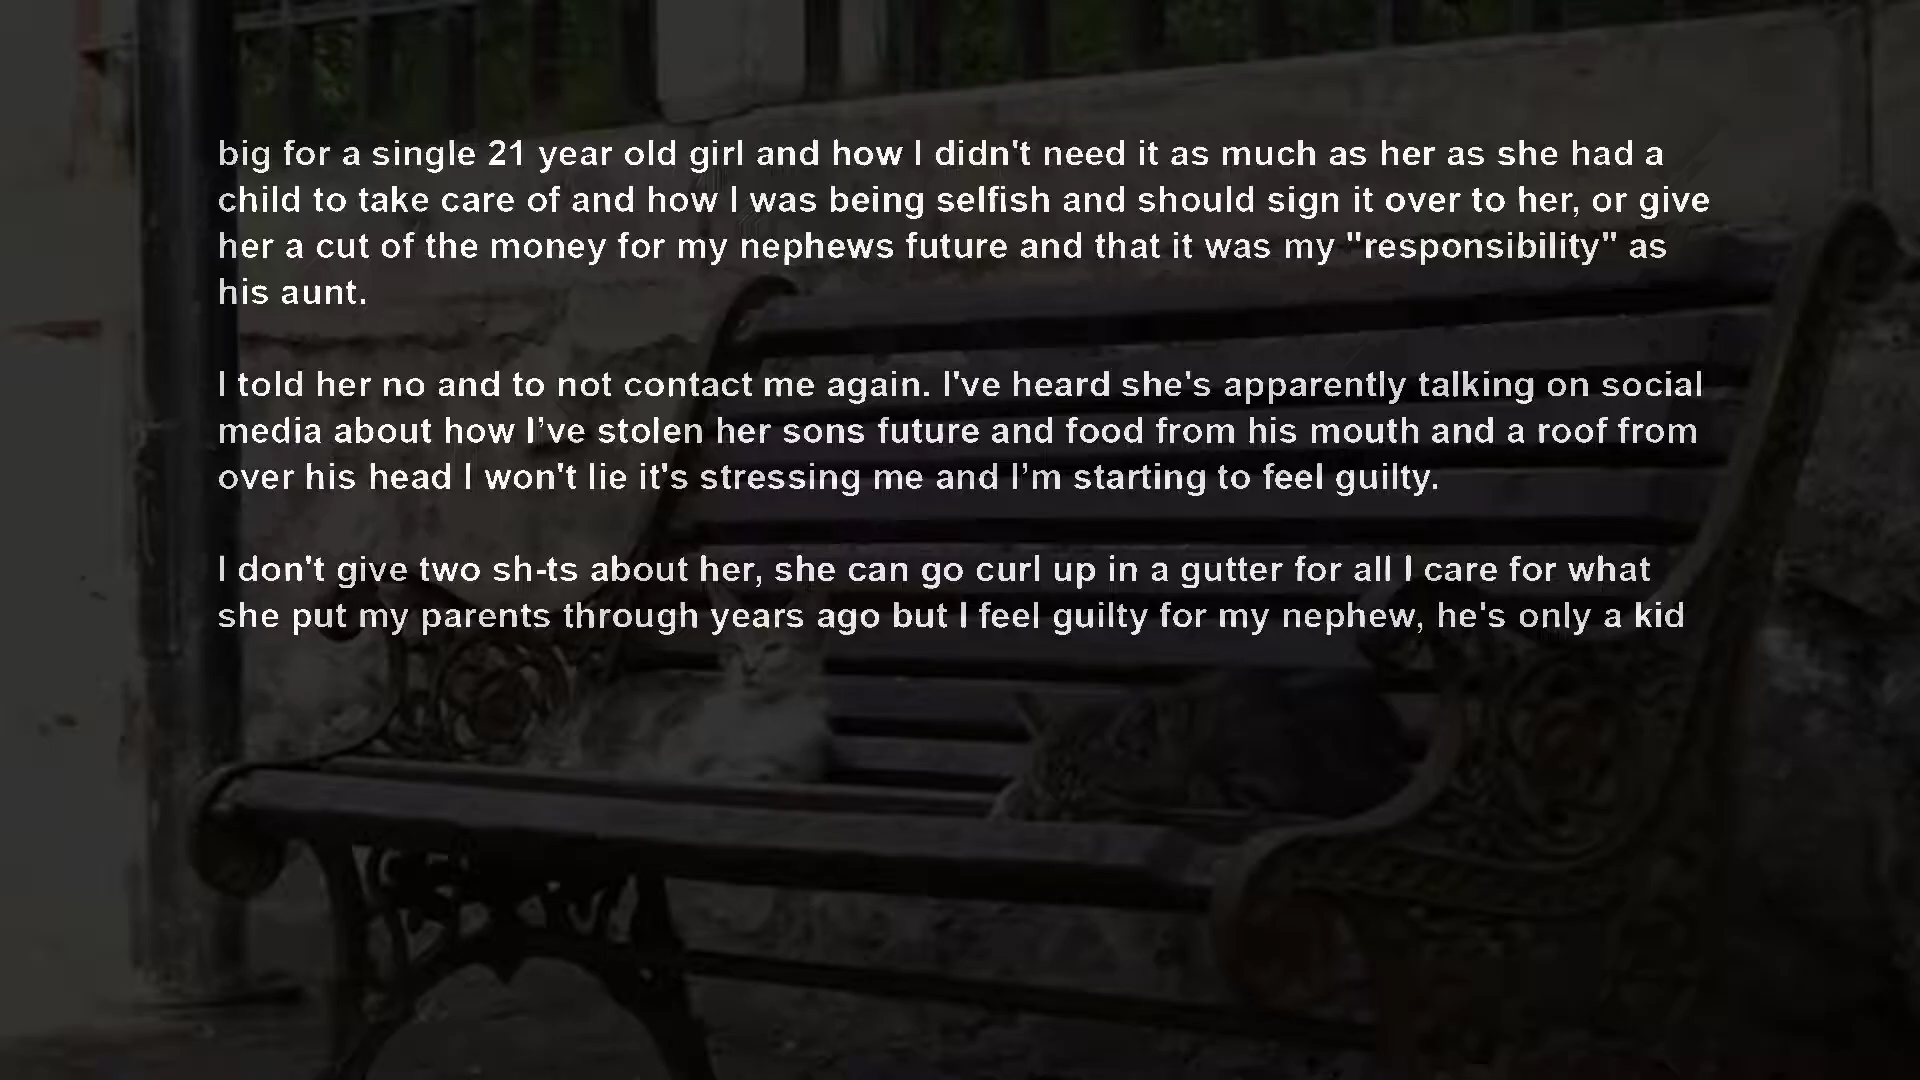 big for a single 21 year old girl and how I didn't need it as much as her as she had a
child to take care of and how I was being selfish and should sign it over to her, or give
her a cut of the money for my nephews future and that it was my "responsibility" as
his aunt.
I told her no and to not contact me again. I've heard she's apparently talking on social
media about how I’ve stolen her sons future and food from his mouth and a roof from
over his head I won't lie it's stressing me and I’m starting to feel guilty.
I don't give two sh-ts about her, she can go curl up in a gutter for all I care for what
she put my parents through years ago but I feel guilty for my nephew, he's only a kid